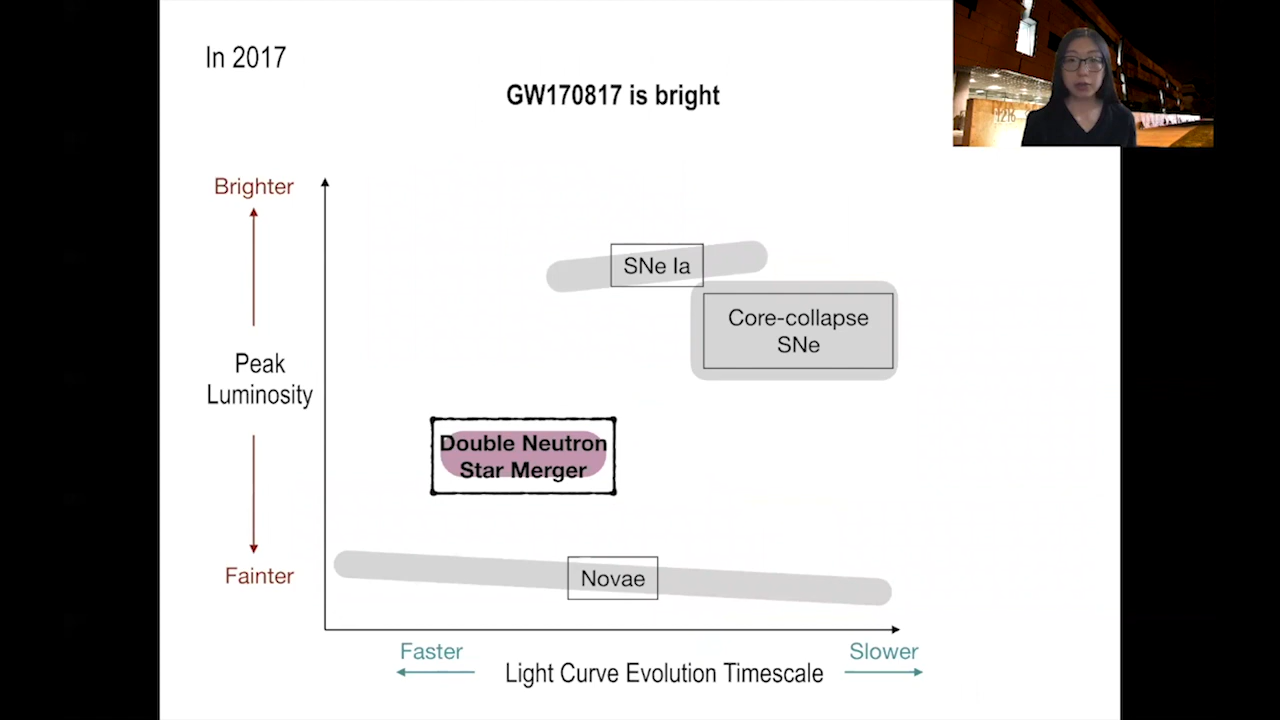 In 2017
GW170817 is bright
1216
Brighter
SNe Ia
Core-collapse
SNe
Peak
Luminosity
Double Neutron
Star Merger
Novae
Fainter
Faster
Slower
Light Curve Evolution Timescale